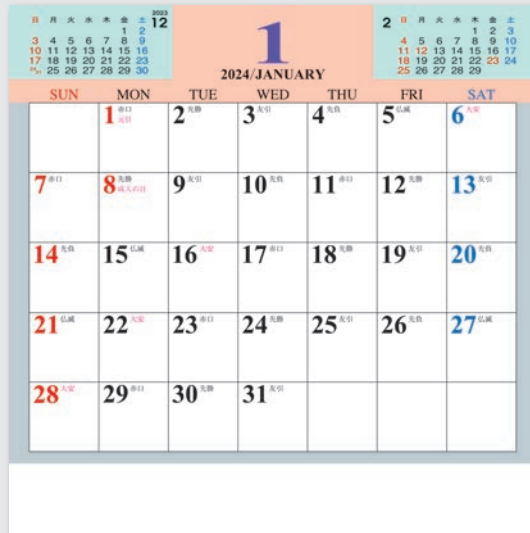 2023
12
日 月 火 水 木 金 土
1 2
3 4 5 6 7 8 9
10 11 12 13 14 15 16
17 18 19 20 21 22 23
24/31 25 26 27 28 29 30
1
2024/JANUARY
2
日 月 火 水 木 金 土
1 2 3
4 5 6 7 8 9 10
11 12 13 14 15 16 17
18 19 20 21 22 23 24
25 26 27 28 29
SUN MON TUE WED THU FRI SAT
1 赤口 2 先勝 3 友引 4 先負 5 仏滅 6 大安
7 赤口 8 先勝 9 友引 10 先負 11 赤口 12 先勝 13 友引
成人の日
14 先負 15 仏滅 16 大安 17 赤口 18 先勝 19 友引 20 先負
21 仏滅 22 大安 23 赤口 24 先勝 25 友引 26 先負 27 仏滅
28 大安 29 赤口 30 先勝 31 友引